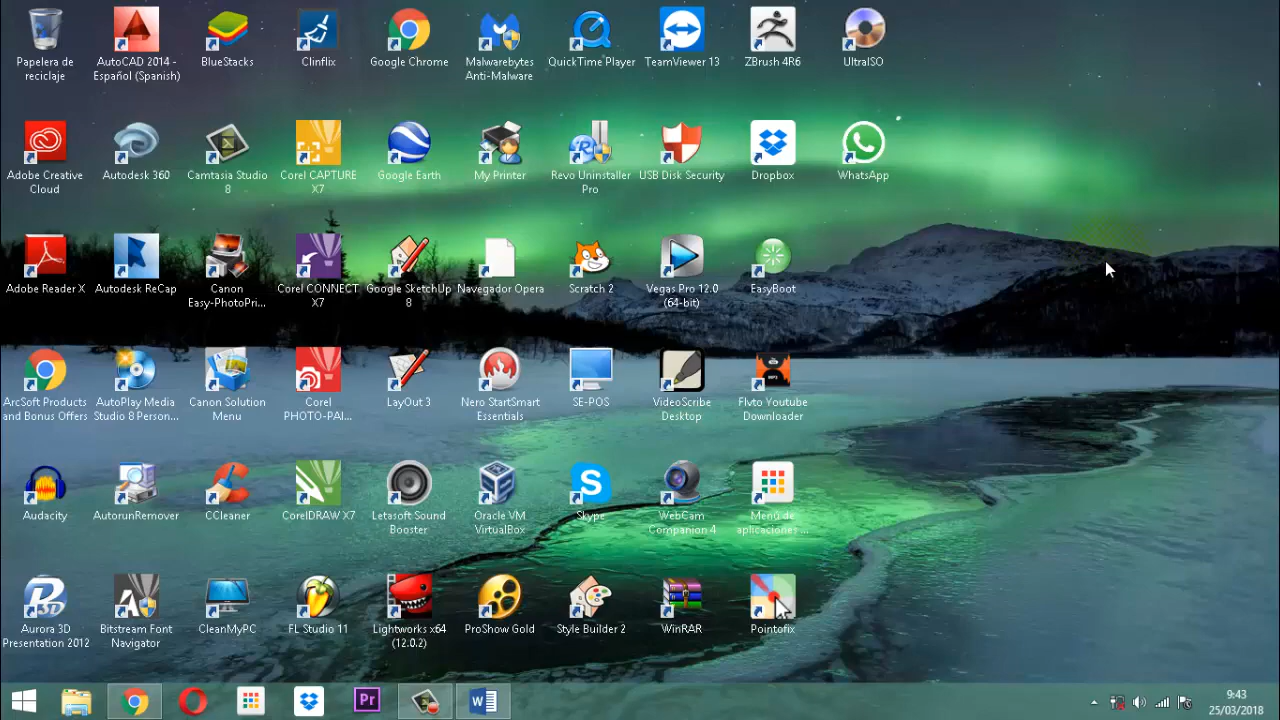 Papelera de
reciclaje
AutoCAD 2014 -
Español (Spanish)
BlueStacks
Clinflix
Google Chrome
Malwarebytes
Anti-Malware
QuickTime Player
TeamViewer 13
ZBrush 4R6
UltraISO
Adobe Creative
Cloud
Autodesk 360
Camtasia Studio
8
Corel CAPTURE
X7
Google Earth
My Printer
Revo Uninstaller
Pro
USB Disk Security
Dropbox
WhatsApp
Adobe Reader X
Autodesk ReCap
Canon
Easy-PhotoPri...
Corel CONNECT
X7
Google SketchUp
8
Navegador Opera
Scratch 2
Vegas Pro 12.0
(64-bit)
EasyBoot
ArcSoft Products
and Bonus Offers
AutoPlay Media
Studio 8 Person...
Canon Solution
Menu
Corel
PHOTO-PAI...
LayOut 3
Nero StartSmart
Essentials
SE-POS
VideoScribe
Desktop
Flvto Youtube
Downloader
Audacity
AutorunRemover
CCleaner
CorelDRAW X7
Letasoft Sound
Booster
Oracle VM
VirtualBox
Skype
WebCam
Companion 4
Menú de
aplicaciones ...
Aurora 3D
Presentation 2012
Bitstream Font
Navigator
CleanMyPC
FL Studio 11
Lightworks x64
(12.0.2)
ProShow Gold
Style Builder 2
WinRAR
Pointofix
Pr
9:43
25/03/2018